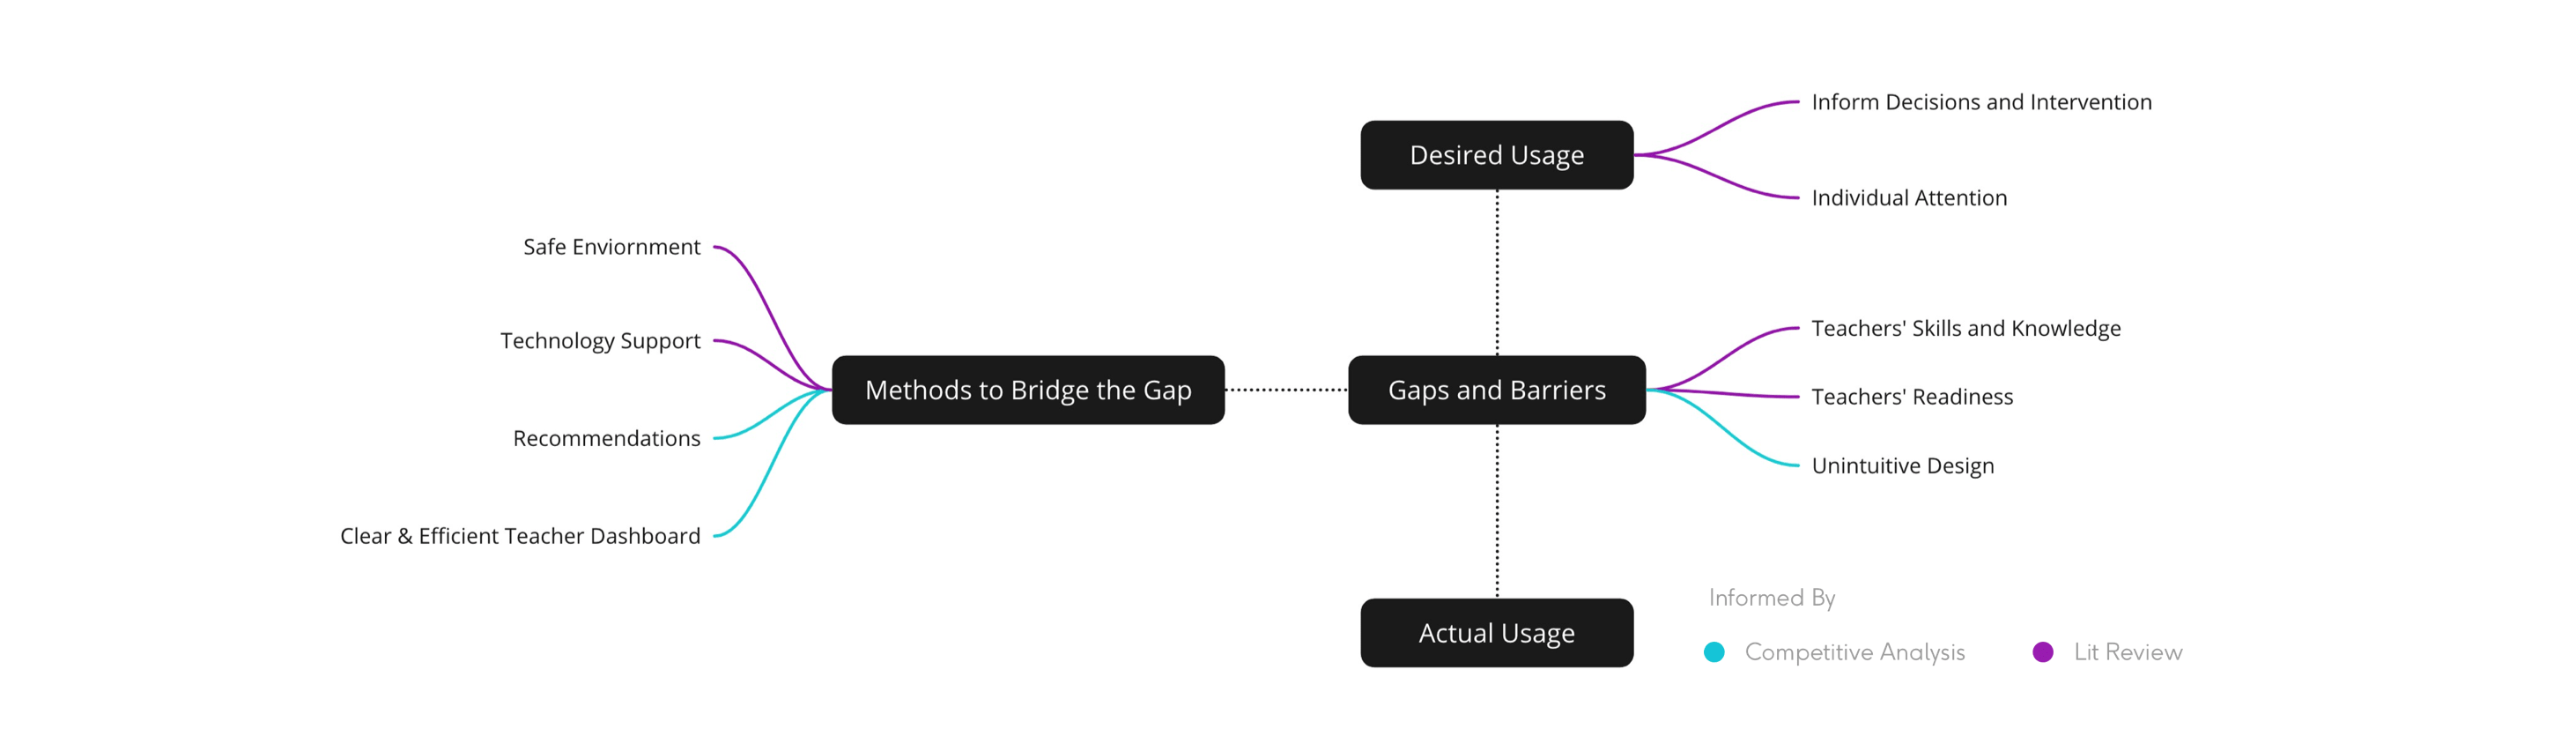 Inform Decisions and Intervention
Desired Usage
Individual Attention
Safe Enviornment
Technology Support
Recommendations
Clear & Efficient Teacher Dashboard
Methods to Bridge the Gap
Gaps and Barriers
Teachers' Skills and Knowledge
Teachers' Readiness
Unintuitive Design
Actual Usage
Informed By
Competitive Analysis
Lit Review